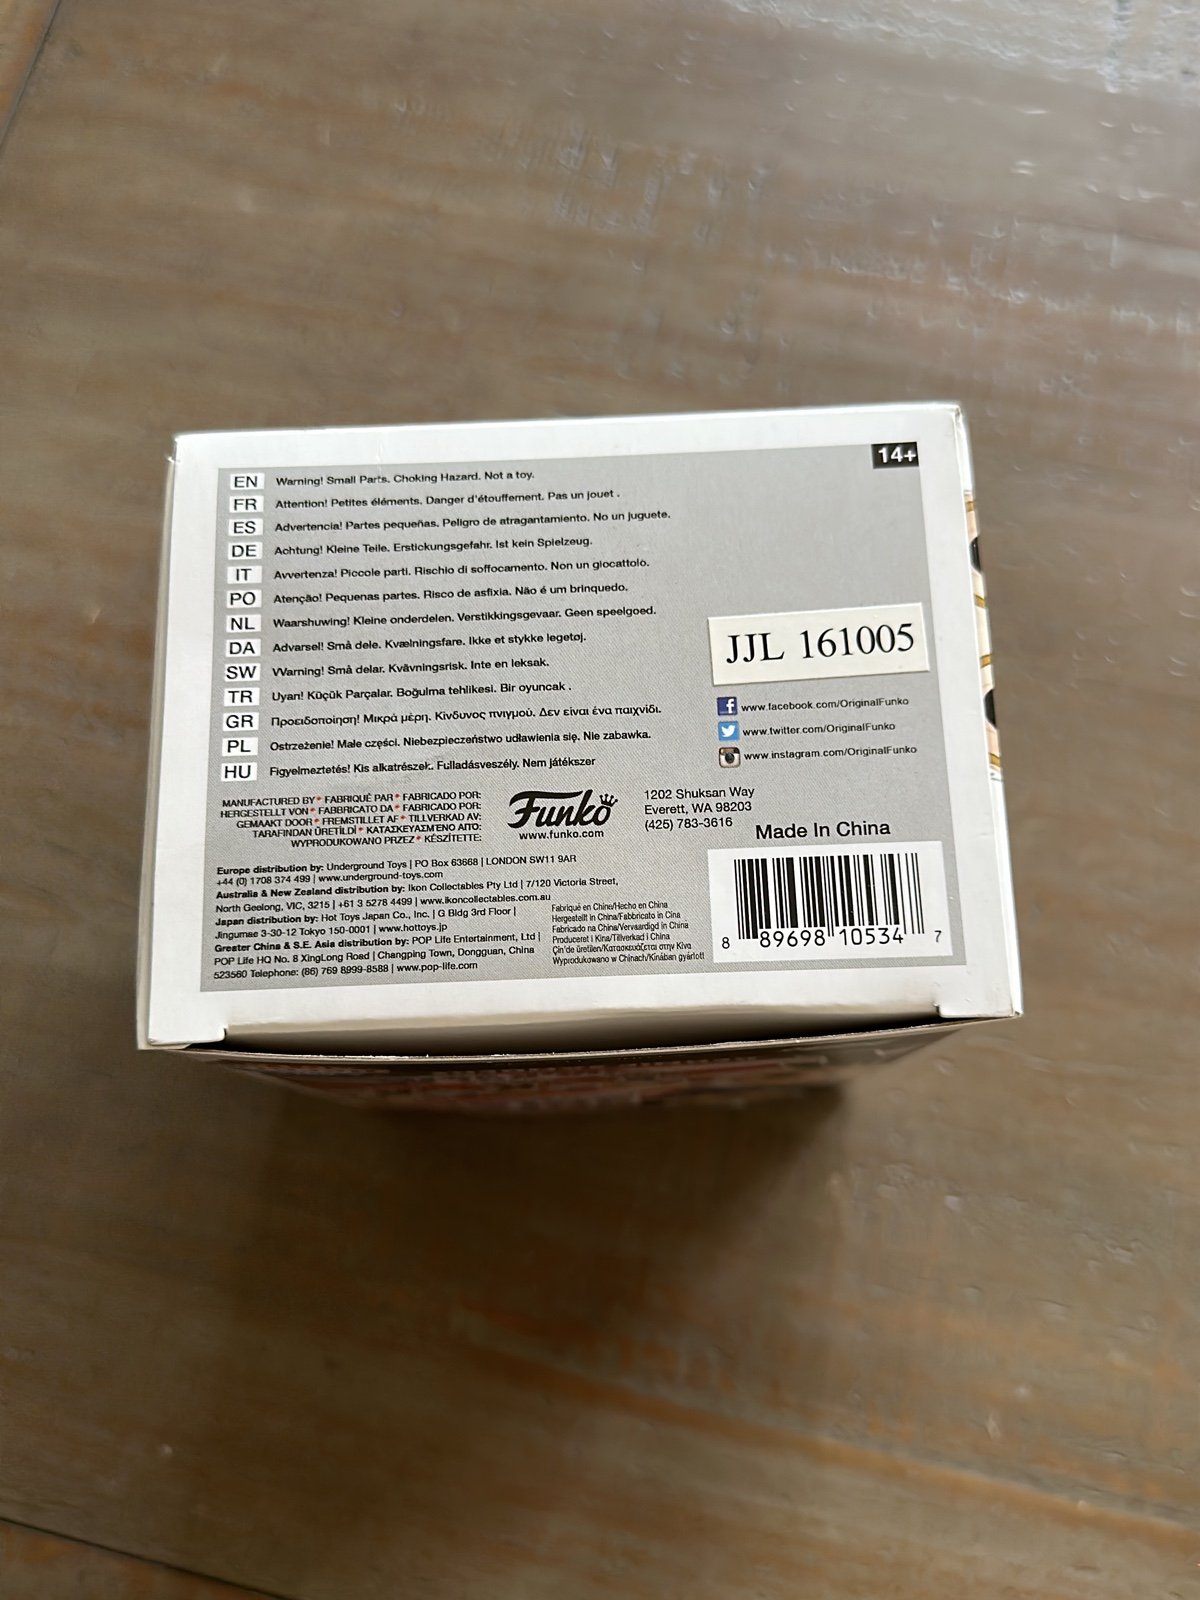 14+
EN Warning! Small Parts. Choking Hazard. Not a toy.
FR Attention! Petites éléments. Danger d'étouffement. Pas un jouet .
ES Advertencia! Partes pequeñas. Peligro de atragantamiento. No un juguete.
DE Achtung! Kleine Teile. Erstickungsgefahr. Ist kein Spielzeug.
IT Avvertenza! Piccole parti. Rischio di soffocamento. Non un giocattolo.
PO Atenção! Pequenas partes. Risco de asfixia. Não é um brinquedo.
NL Waarshuwing! Kleine onderdelen. Verstikkingsgevaar. Geen speelgoed.
DA Advarsel! Små dele. Kvælningsfare. Ikke et stykke legetøj.
SW Warning! Små delar. Kvävningsrisk. Inte en leksak.
TR Uyarı! Küçük Parçalar. Boğulma tehlikesi. Bir oyuncak .
GR Προειδοποίηση! Μικρά μέρη. Κίνδυνος πνιγμού. Δεν είναι ένα παιχνίδι.
PL Ostrzeżenie! Małe części. Niebezpieczeństwo udławienia się. Nie zabawka.
HU Figyelmeztetés! Kis alkatrészek. Fulladásveszély. Nem játékszer
JJL 161005
www.facebook.com/OriginalFunko
www.twitter.com/OriginalFunko
www.instagram.com/OriginalFunko
MANUFACTURED BY • FABRIQUÉ PAR • FABRICADO POR:
HERGESTELLT VON • FABBRICATO DA • FABRICADO POR:
GEMAAKT DOOR • FREMSTILLET AF • TILLVERKAD AV:
TARAFINDAN ÜRETİLDİ • ΚΑΤΑΣΚΕΥΑΣΜΕΝΟ ΑΠΟ:
WYPRODUKOWANO PRZEZ • KÉSZÍTETTE:
Funko
www.funko.com
1202 Shuksan Way
Everett, WA 98203
(425) 783-3616
Made In China
Europe distribution by: Underground Toys | PO Box 63668 | LONDON SW11 9AR
+44 (0) 1708 374 499 | www.underground-toys.com
Australia & New Zealand distribution by: Ikon Collectables Pty Ltd | 7/120 Victoria Street,
North Geelong, VIC, 3215 | +61 3 5278 4499 | www.ikoncollectables.com.au
Japan distribution by: Hot Toys Japan Co., Inc. | G Bldg 3rd Floor |
Jingumae 3-30-12 Tokyo 150-0001 | www.hottoys.jp
Greater China & S.E. Asia distribution by: POP Life Entertainment, Ltd |
POP Life HQ No. 8 XingLong Road | Changping Town, Dongguan, China
523560 Telephone: (86) 769 8999-8588 | www.pop-life.com
Fabriqué en Chine/Hecho en China
Hergestellt in China/Fabbricato in Cina
Fabricado na China/Vervaardigd in China
Produceret i Kina/Tillverkad i China
Çin'de üretilen/Κατασκευάζεται στην Κίνα
Wyprodukowano w Chinach/Kínában gyártott
8 89698 10534 7